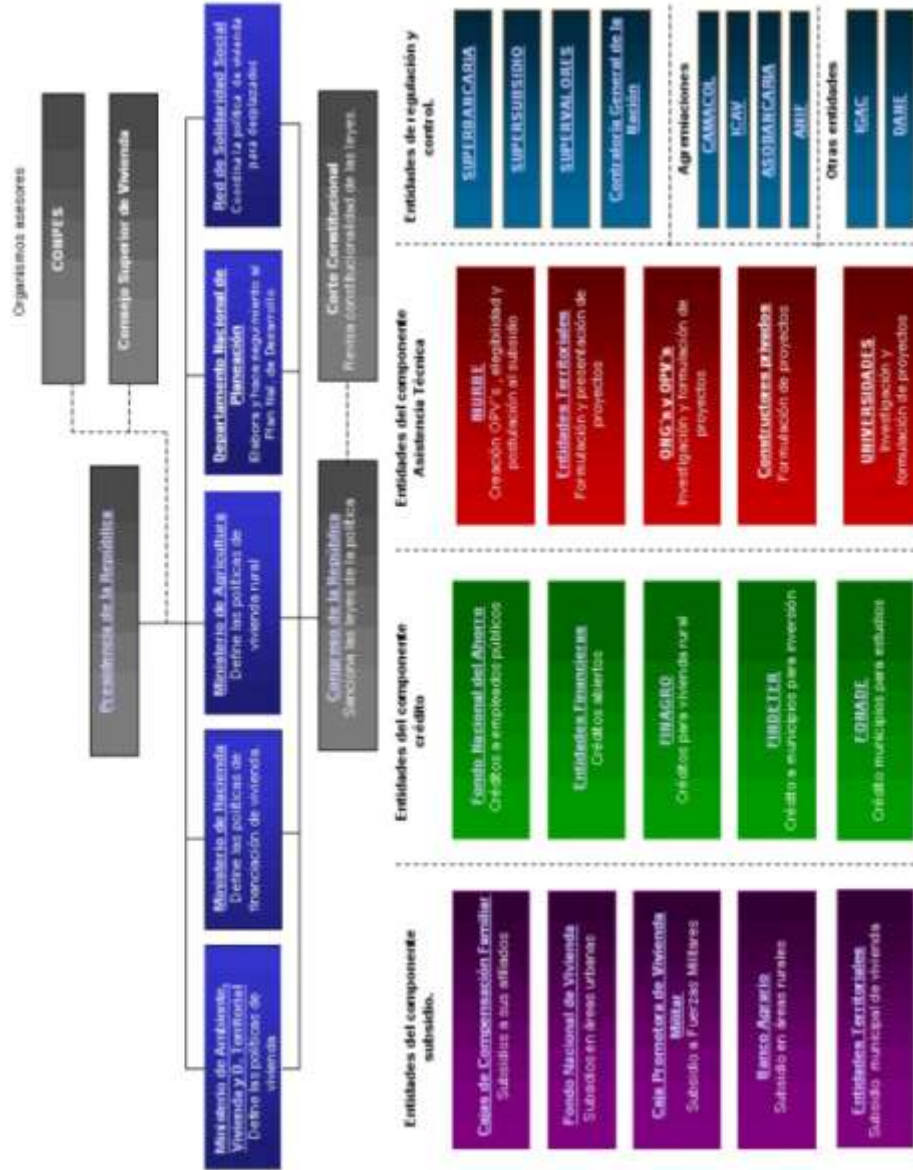 Organismos asesores
CONPES
Consejo Superior de Vivienda
Presidencia de la República
Ministerio de Ambiente,
Vivienda y D. Territorial
Define las políticas de
vivienda
Ministerio de Hacienda
Define las políticas de
financiación de vivienda
Ministerio de Agricultura
Define las políticas de
vivienda rural
Departamento Nacional de
Planeación
Elabora y hace seguimiento al
Plan Nal. de Desarrollo
Red de Solidaridad Social
Coordina la política de vivienda
para desplazados
Congreso de la República
Sanciona las leyes de la política
Corte Constitucional
Revisa constitucionalidad de las leyes.
Entidades del componente
subsidio.
Cajas de Compensación Familiar
Subsidios a sus afiliados
Fondo Nacional de Vivienda
Subsidios en áreas urbanas
Caja Promotora de Vivienda
Militar
Subsidio a Fuerzas Militares
Banco Agrario
Subsidio en áreas rurales
Entidades Territoriales
Subsidio municipal de vivienda
Entidades del componente
crédito
Fondo Nacional del Ahorro
Créditos a empleados públicos
Entidades Financieras
Créditos abiertos
FINAGRO
Créditos para vivienda rural
FINDETER
Crédito a municipios para inversión
FONADE
Crédito municipios para estudios
Entidades del componente
Asistencia Técnica
INURBE
Creación OPV's , elegibilidad y
postulación al subsidio
Entidades Territoriales
Formulación y presentación de
proyectos
ONG's y OPV's
Investigación y formulación de
proyectos
Constructores privados
Formulación de proyectos
UNIVERSIDADES
Investigación y
formulación de proyectos
Entidades de regulación y
control.
SUPERBANCARIA
SUPERSUBSIDIO
SUPERVALORES
Contraloría General de la
Nación
Agremiaciones
CAMACOL
ICAV
ASOBANCARIA
ANIF
Otras entidades
IGAC
DANE